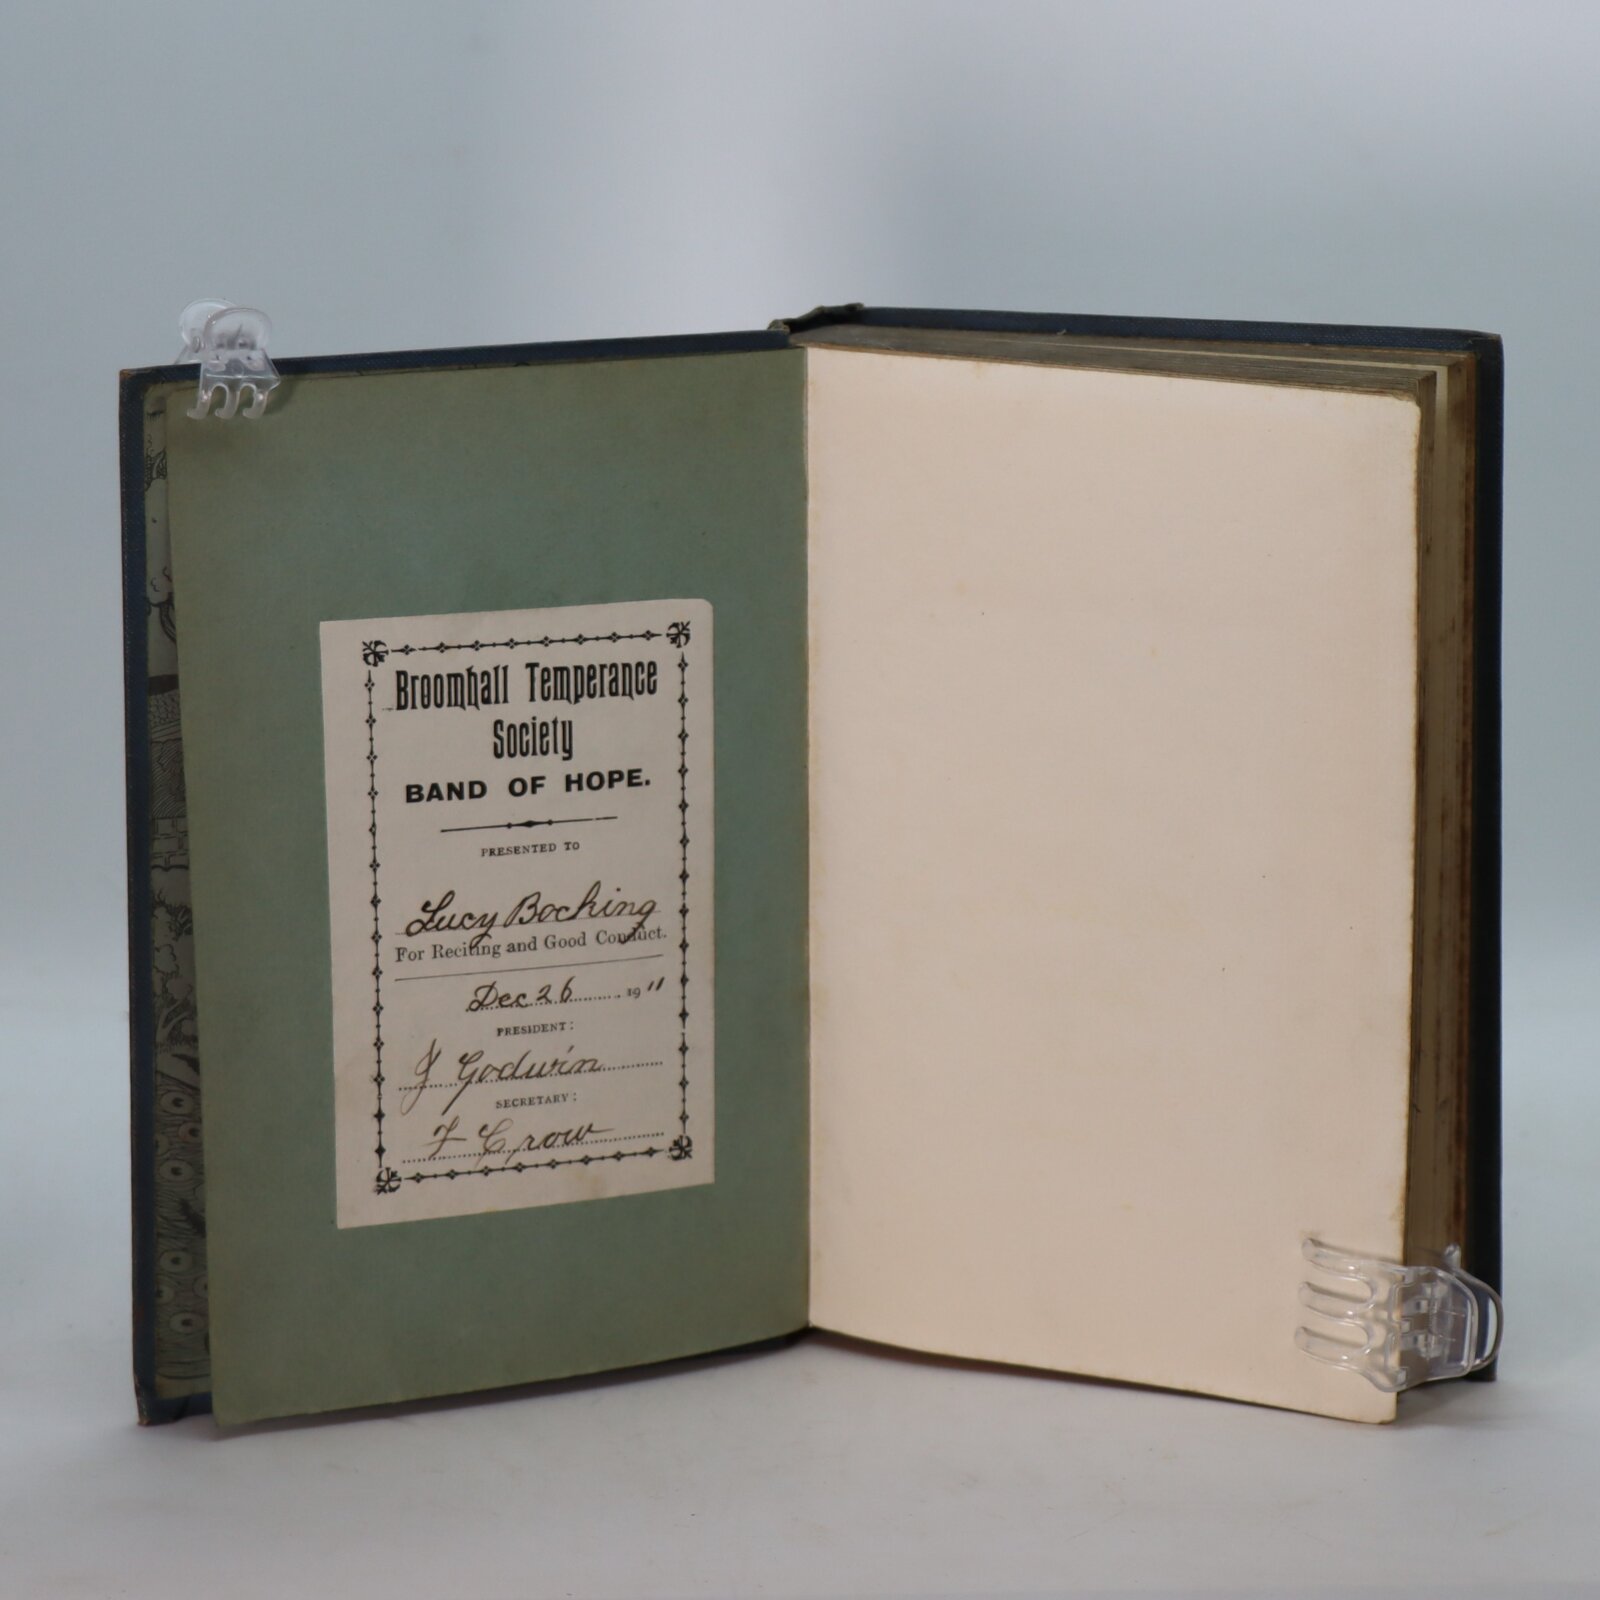 Broomhall Temperance
Society
BAND OF HOPE.
PRESENTED TO
Lucy Bocking
For Reciting and Good Conduct.
Dec 26 1911
PRESIDENT:
J Godwin
SECRETARY:
F Crow